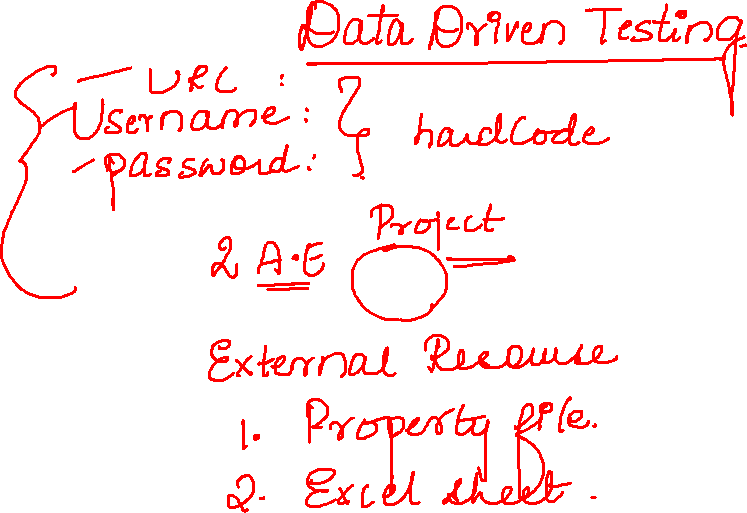 Data Driven Testing
- URL :
Username :
- password :
hardcode
Project
2 A.E
External Resource
1. Property file.
2. Excel sheet.